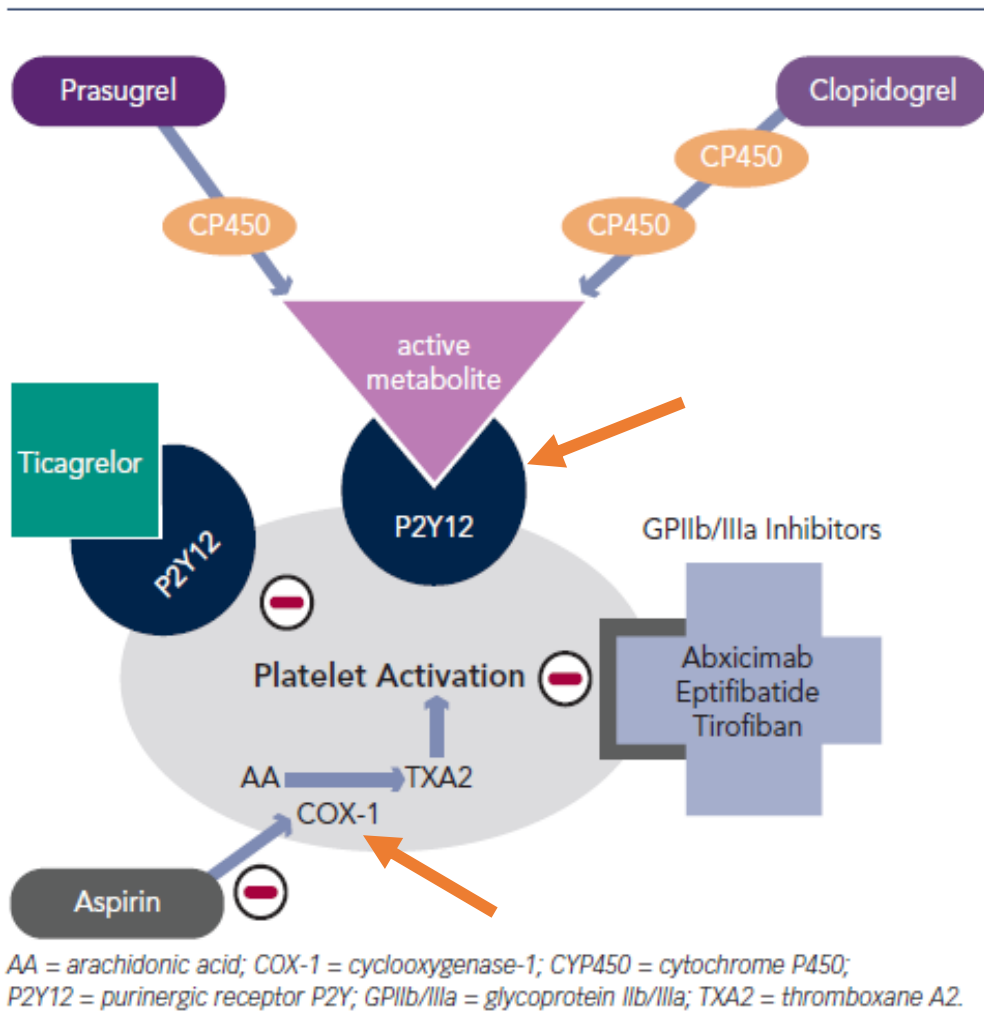 Prasugrel
Clopidogrel
CP450
CP450
CP450
active
metabolite
Ticagrelor
P2Y12
P2Y12
GPIIb/IIIa Inhibitors
Abxicimab
Eptifibatide
Tirofiban
Platelet Activation
AA
TXA2
COX-1
Aspirin
AA = arachidonic acid; COX-1 = cyclooxygenase-1; CYP450 = cytochrome P450;
P2Y12 = purinergic receptor P2Y; GPIIb/IIIa = glycoprotein IIb/IIIa; TXA2 = thromboxane A2.